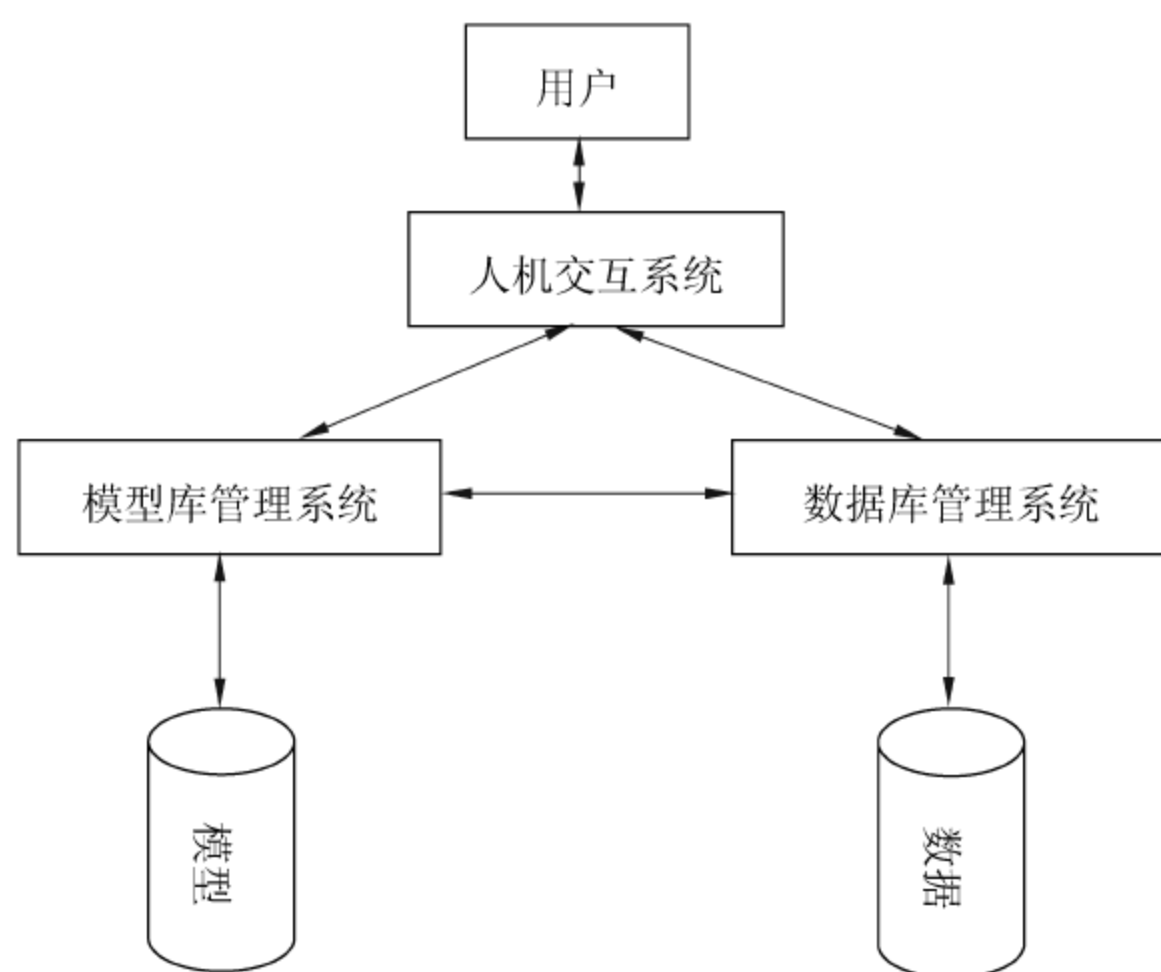 用户
人机交互系统
模型库管理系统
数据库管理系统
模型
数据